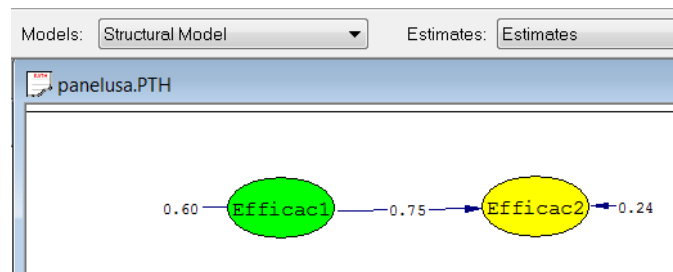 Models: Structural Model Estimates: Estimates
panelusa.PTH
0.60 Efficac1 0.75 Efficac2 0.24